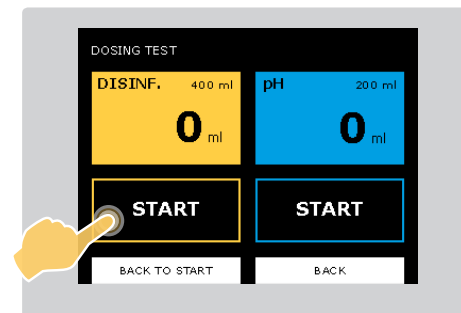 DOSING TEST
DISINF. 400 ml
0 ml
pH 200 ml
0 ml
START
START
BACK TO START
BACK